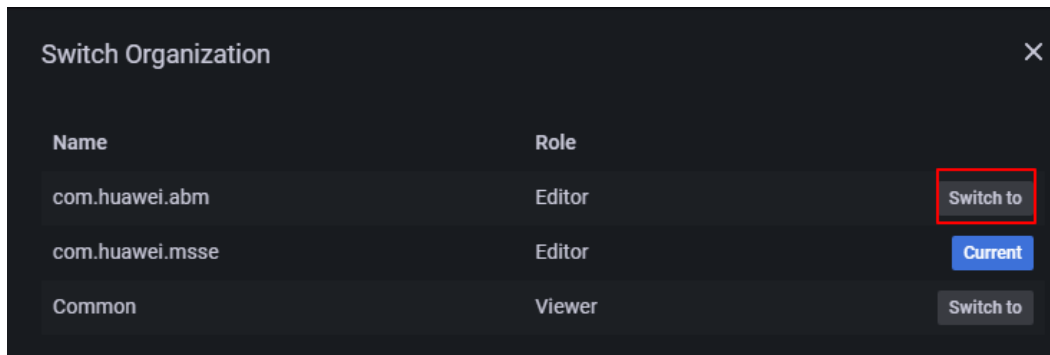 Switch Organization
Name Role
com.huawei.abm Editor Switch to
com.huawei.msse Editor Current
Common Viewer Switch to